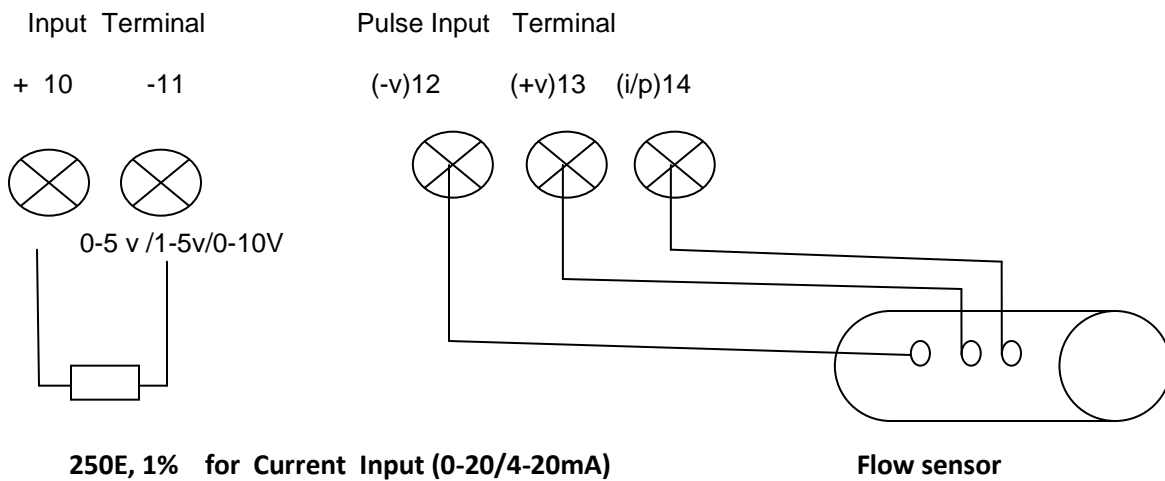 Input Terminal Pulse Input Terminal
+ 10 -11 (-v)12 (+v)13 (i/p)14
0-5 v /1-5v/0-10V
250E, 1% for Current Input (0-20/4-20mA) Flow sensor